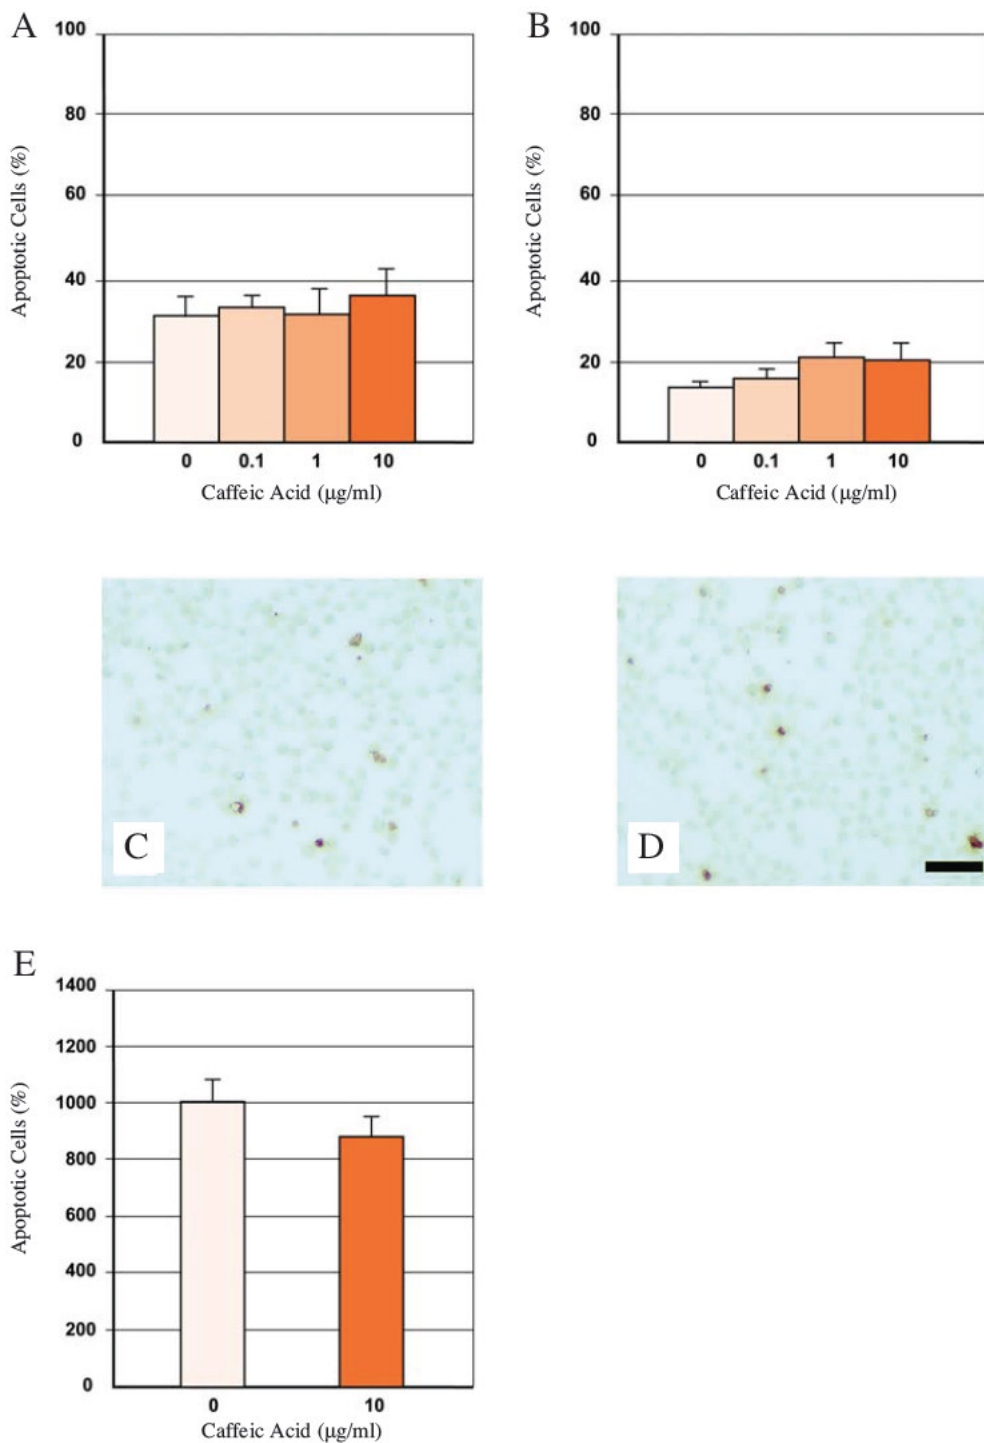 A
100
80
60
40
20
0
Apoptotic Cells (%)
0 0.1 1 10
Caffeic Acid (μg/ml)
B
100
80
60
40
20
0
Apoptotic Cells (%)
0 0.1 1 10
Caffeic Acid (μg/ml)
C
D
E
1400
1200
1000
800
600
400
200
0
Apoptotic Cells (%)
0 10
Caffeic Acid (μg/ml)